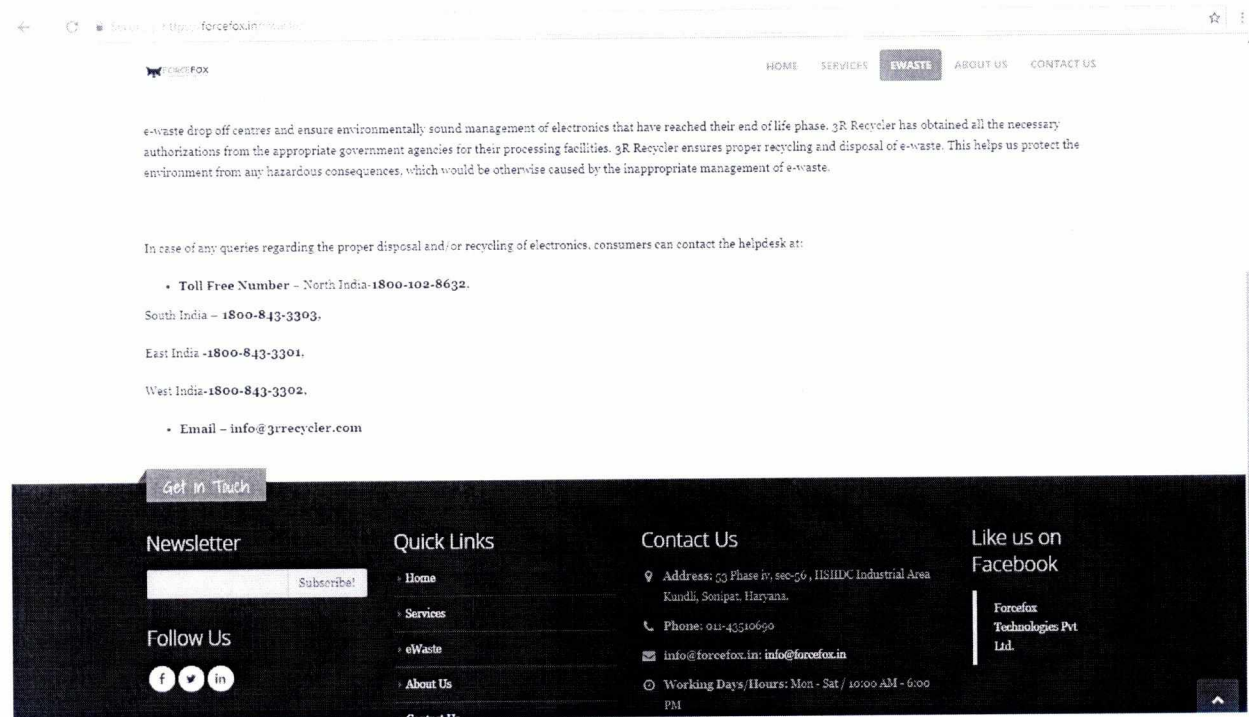 forcefox.in
FORCEFOX
HOME SERVICES EWASTE ABOUT US CONTACT US
e-waste drop off centres and ensure environmentally sound management of electronics that have reached their end of life phase. 3R Recycler has obtained all the necessary
authorizations from the appropriate government agencies for their processing facilities. 3R Recycler ensures proper recycling and disposal of e-waste. This helps us protect the
environment from any hazardous consequences, which would be otherwise caused by the inappropriate management of e-waste.
In case of any queries regarding the proper disposal and/or recycling of electronics, consumers can contact the helpdesk at:
• Toll Free Number – North India-1800-102-8632,
South India – 1800-843-3303,
East India -1800-843-3301,
West India-1800-843-3302,
• Email – info@3rrecycler.com
Get in Touch
Newsletter
Subscribe!
Follow Us
Quick Links
Home
Services
eWaste
About Us
Contact Us
Contact Us
Address: 53 Phase iv, sec-56 , HSIIDC Industrial Area
Kundli, Sonipat, Haryana.
Phone: 011-43510690
info@forcefox.in: info@forcefox.in
Working Days/Hours: Mon - Sat / 10:00 AM - 6:00
PM
Like us on
Facebook
Forcefox
Technologies Pvt
Ltd.